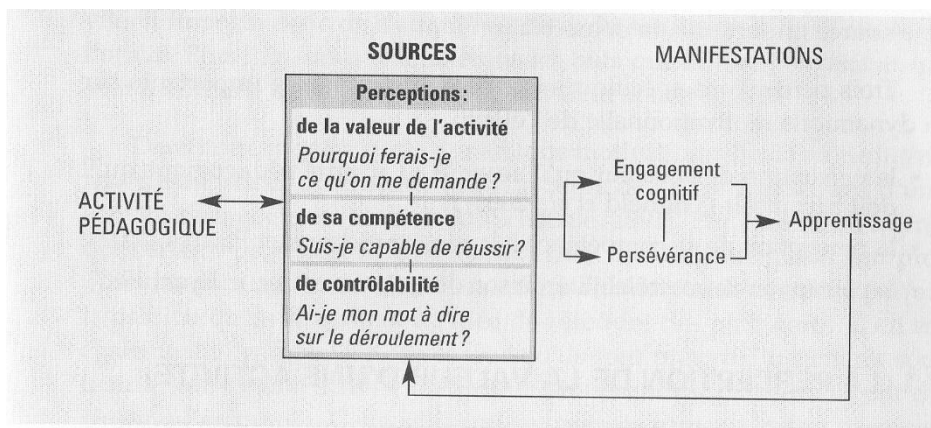 SOURCES
MANIFESTATIONS
Perceptions:
de la valeur de l'activité
Pourquoi ferais-je
ce qu'on me demande ?
de sa compétence
Suis-je capable de réussir ?
de contrôlabilité
Ai-je mon mot à dire
sur le déroulement ?
ACTIVITÉ
PÉDAGOGIQUE
Engagement
cognitif
Persévérance
Apprentissage